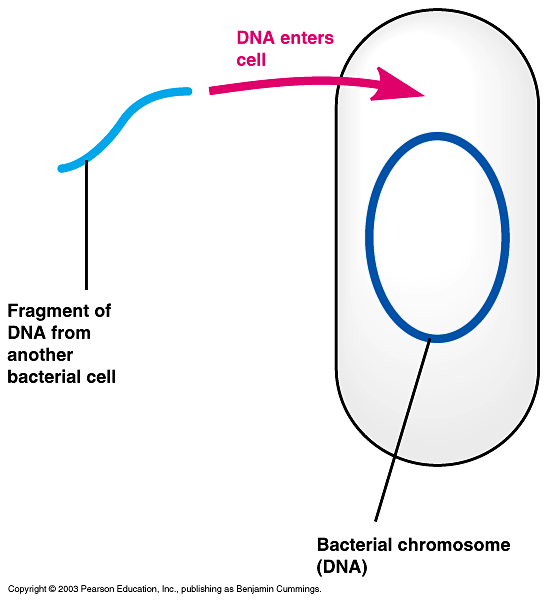 DNA enters
cell
Fragment of
DNA from
another
bacterial cell
Bacterial chromosome
(DNA)
Copyright © 2003 Pearson Education, Inc., publishing as Benjamin Cummings.